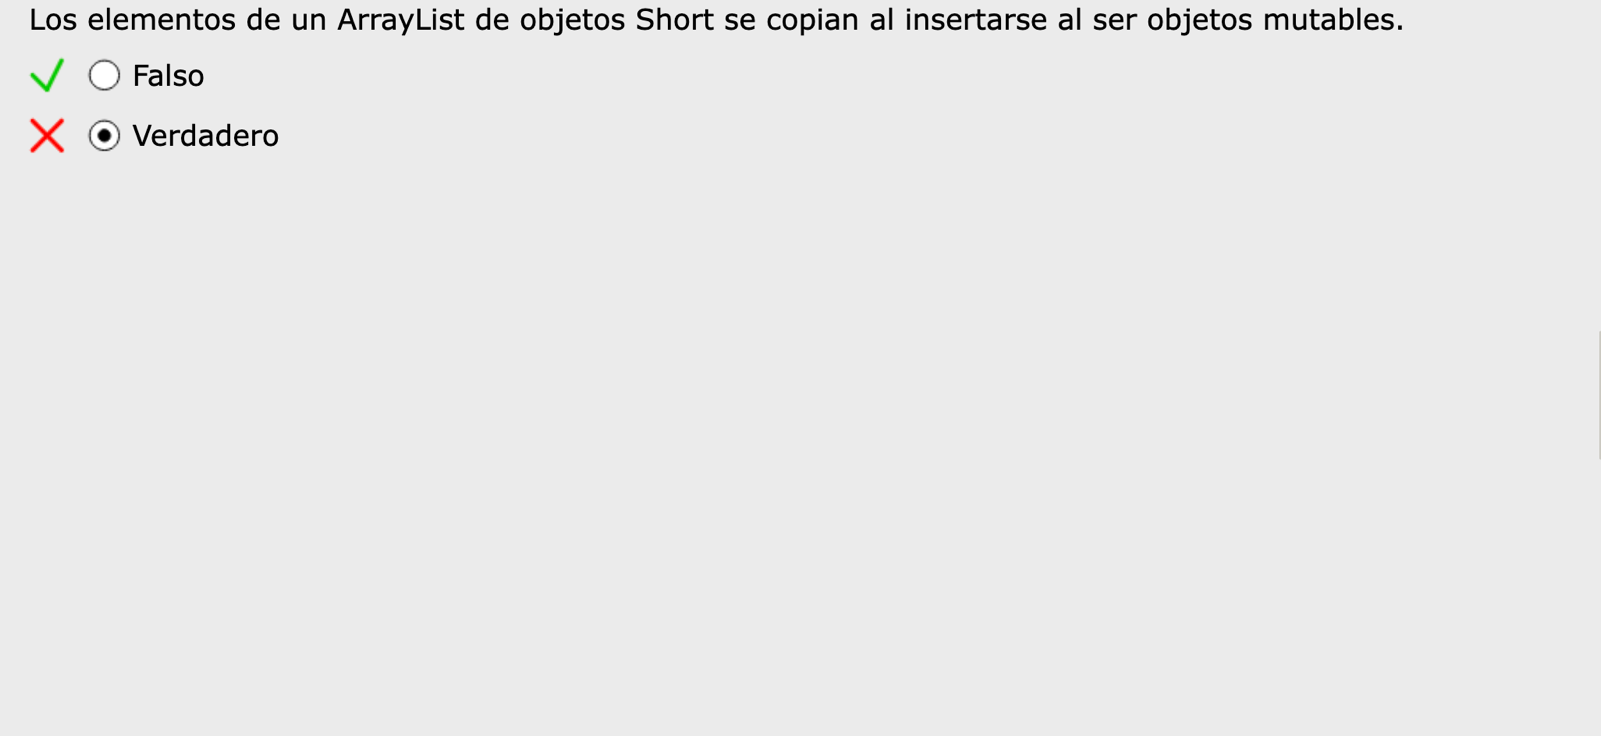 Los elementos de un ArrayList de objetos Short se copian al insertarse al ser objetos mutables.
Falso
Verdadero